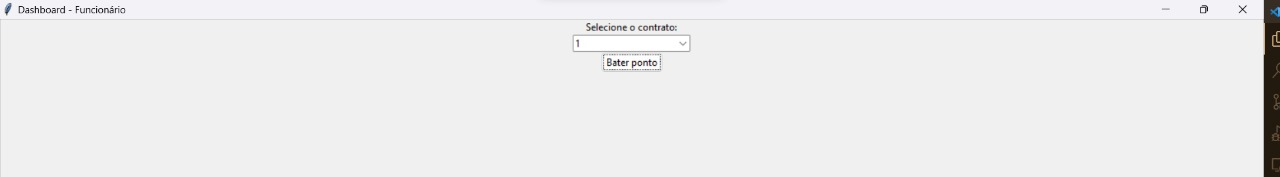 Dashboard - Funcionário
Selecione o contrato:
1
Bater ponto